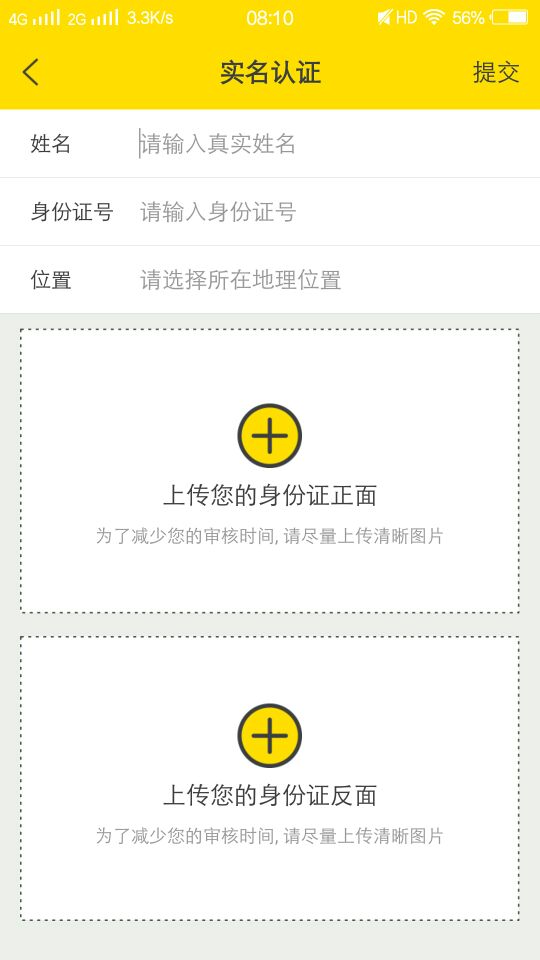 4G 2G 3.3K/s 08:10 HD 56%
实名认证 提交
姓名 请输入真实姓名
身份证号 请输入身份证号
位置 请选择所在地理位置
上传您的身份证正面
为了减少您的审核时间,请尽量上传清晰图片
上传您的身份证反面
为了减少您的审核时间,请尽量上传清晰图片